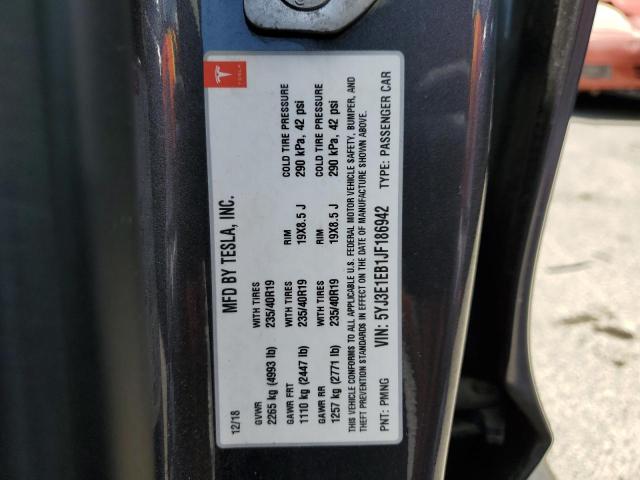 TESLA
12/18 MFD BY TESLA, INC.
GVWR WITH TIRES RIM COLD TIRE PRESSURE
2265 kg (4993 lb) 235/40R19 19X8.5 J 290 kPa, 42 psi
GAWR FRT WITH TIRES RIM COLD TIRE PRESSURE
1110 kg (2447 lb) 235/40R19 19X8.5 J 290 kPa, 42 psi
GAWR RR
1257 kg (2771 lb) 235/40R19
THIS VEHICLE CONFORMS TO ALL APPLICABLE U.S. FEDERAL MOTOR VEHICLE SAFETY, BUMPER, AND
THEFT PREVENTION STANDARDS IN EFFECT ON THE DATE OF MANUFACTURE SHOWN ABOVE.
PNT: PMNG VIN: 5YJ3E1EB1JF186942 TYPE: PASSENGER CAR